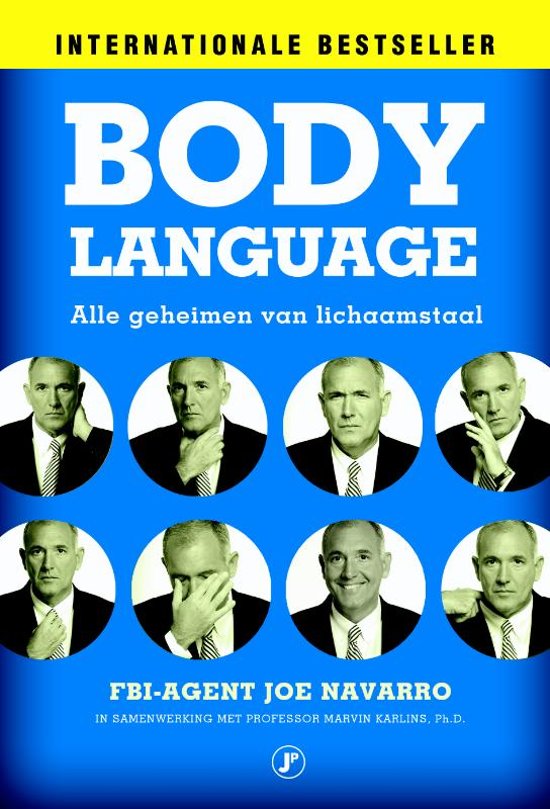 INTERNATIONALE BESTSELLER
BODY
LANGUAGE
Alle geheimen van lichaamstaal
FBI-AGENT JOE NAVARRO
IN SAMENWERKING MET PROFESSOR MARVIN KARLINS, Ph.D.
JP